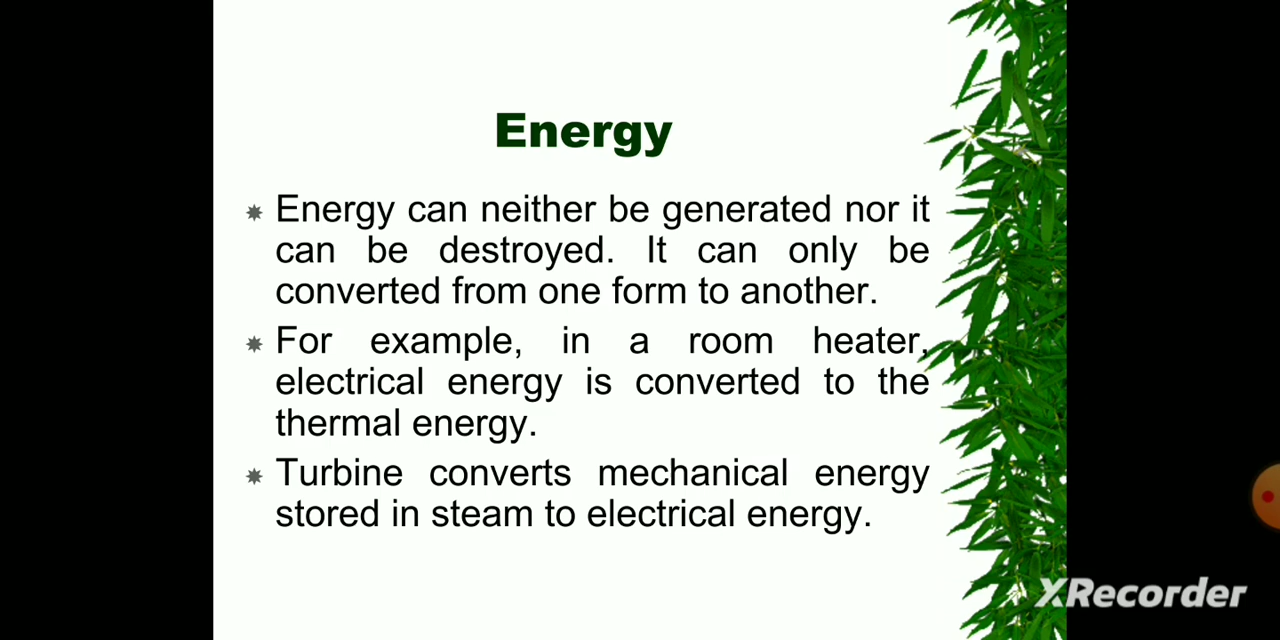 Energy
Energy can neither be generated nor it
can be destroyed. It can only be
converted from one form to another.
For example, in a room heater,
electrical energy is converted to the
thermal energy.
Turbine converts mechanical energy
stored in steam to electrical energy.
XRecorder